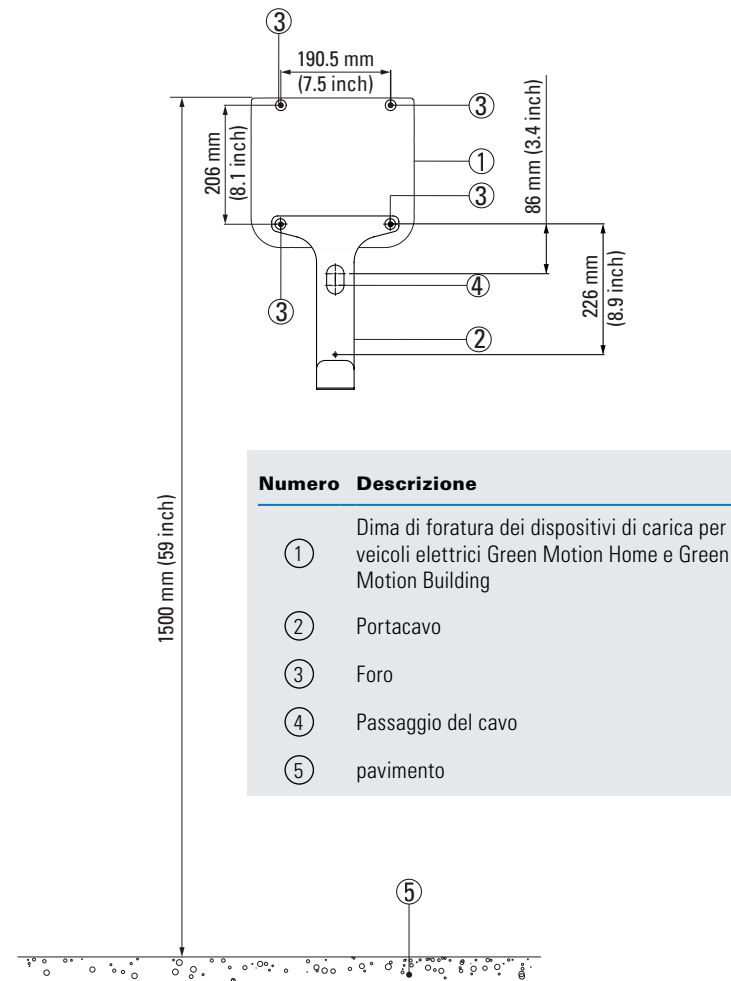 ③
190.5 mm
(7.5 inch)
③
206 mm
(8.1 inch)
①
86 mm (3.4 inch)
③
④
③
226 mm
(8.9 inch)
②
1500 mm (59 inch)
Numero Descrizione
① Dima di foratura dei dispositivi di carica per
veicoli elettrici Green Motion Home e Green
Motion Building
② Portacavo
③ Foro
④ Passaggio del cavo
⑤ pavimento
⑤